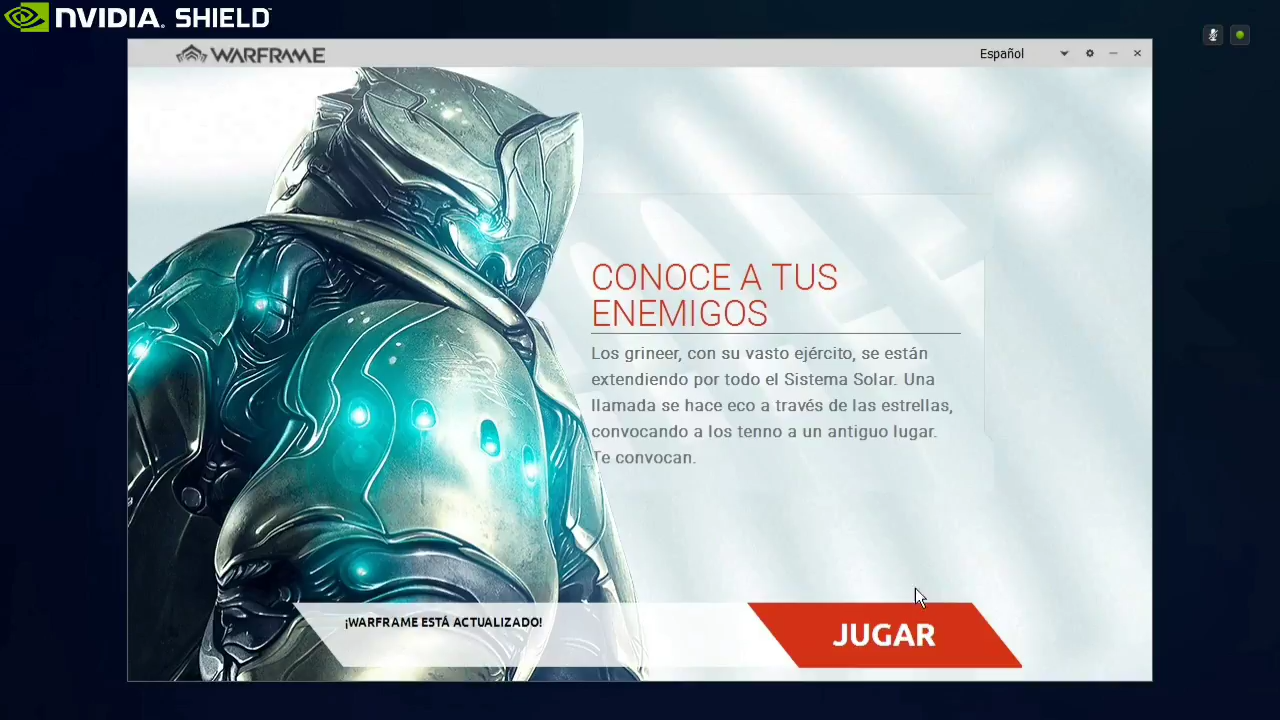 NVIDIA. SHIELD
WARFRAME
Español
CONOCE A TUS
ENEMIGOS
Los grineer, con su vasto ejército, se están
extendiendo por todo el Sistema Solar. Una
llamada se hace eco a través de las estrellas,
convocando a los tenno a un antiguo lugar.
Te convocan.
¡WARFRAME ESTÁ ACTUALIZADO!
JUGAR